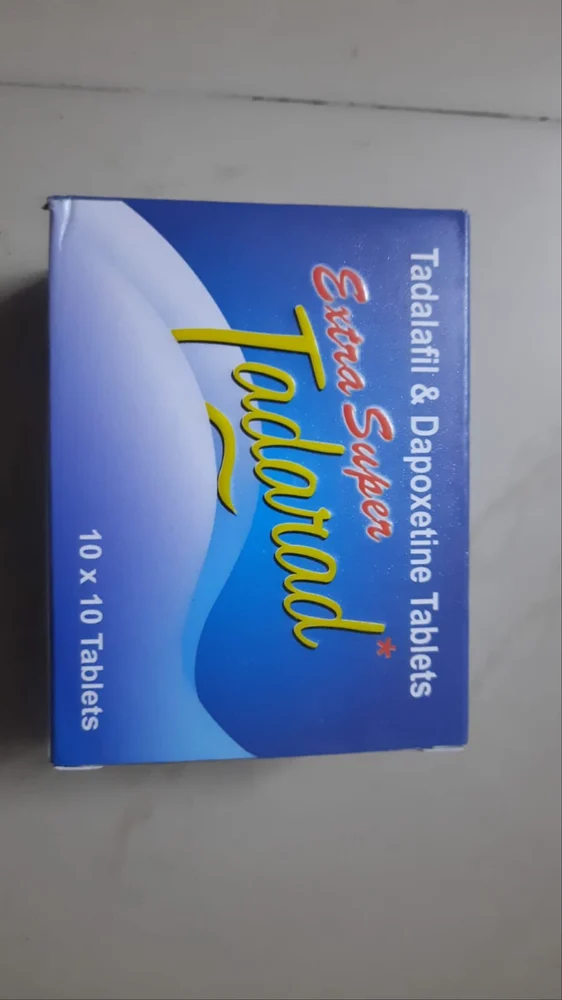 Tadalafil & Dapoxetine Tablets
Extra Super
Tadarad*
10 x 10 Tablets